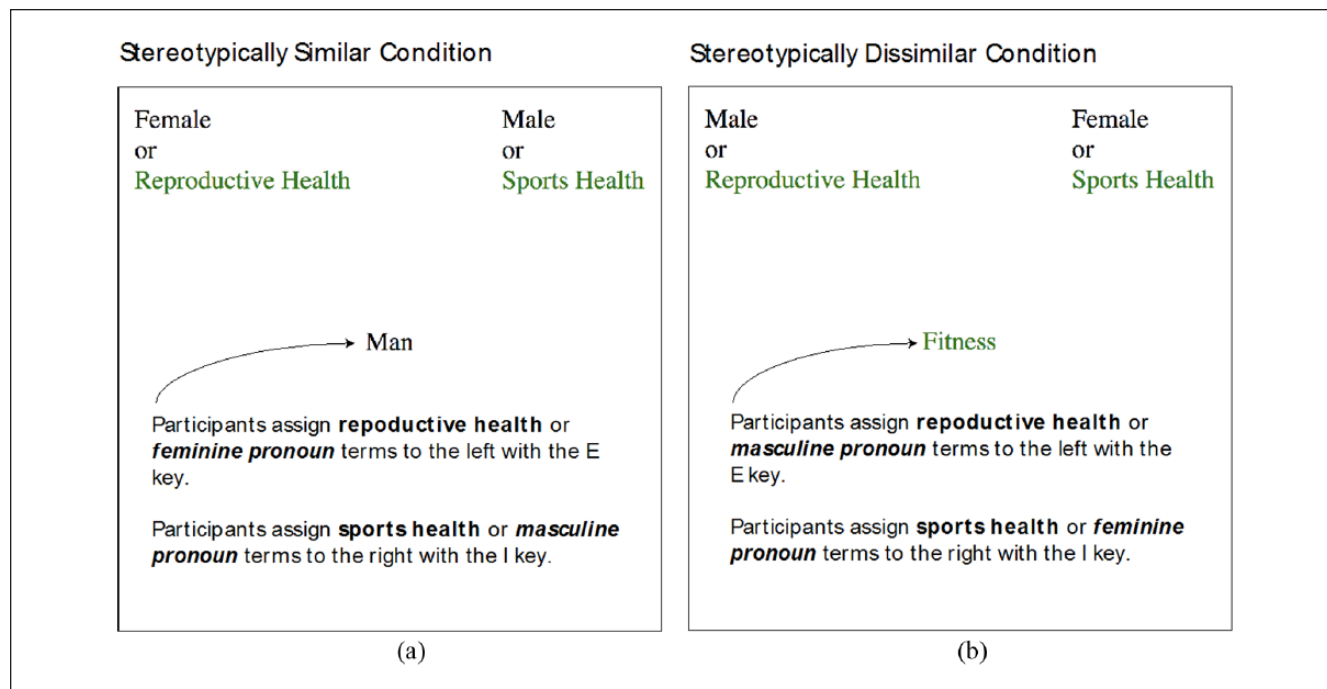 Stereotypically Similar Condition
Female
or
Reproductive Health
Male
or
Sports Health
Man
Participants assign repoductive health or
feminine pronoun terms to the left with the E
key.
Participants assign sports health or masculine
pronoun terms to the right with the I key.
(a)
Stereotypically Dissimilar Condition
Male
or
Reproductive Health
Female
or
Sports Health
Fitness
Participants assign repoductive health or
masculine pronoun terms to the left with the
E key.
Participants assign sports health or feminine
pronoun terms to the right with the I key.
(b)